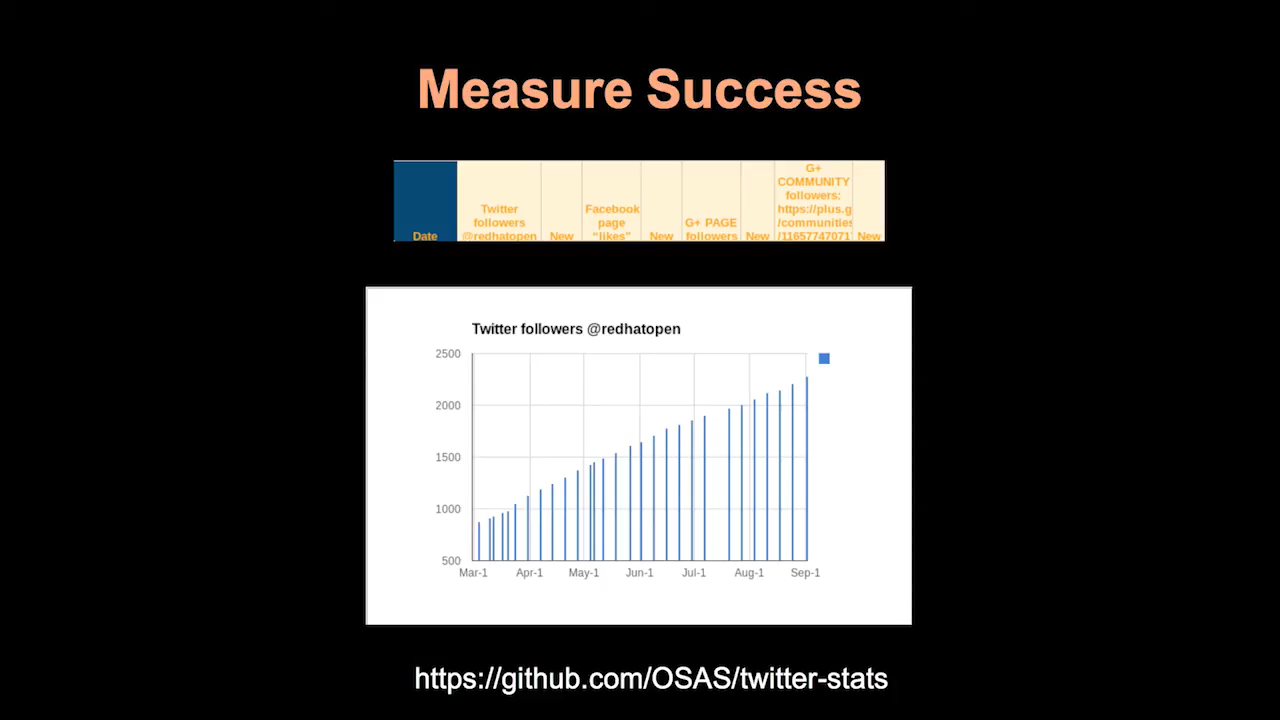 Measure Success
Date
Twitter
followers
@redhatopen
New
Facebook
page
“likes”
New
G+ PAGE
followers
New
G+
COMMUNITY
followers:
https://plus.g
/communities
/11657747071
New
Twitter followers @redhatopen
2500
2000
1500
1000
500
Mar-1 Apr-1 May-1 Jun-1 Jul-1 Aug-1 Sep-1
https://github.com/OSAS/twitter-stats